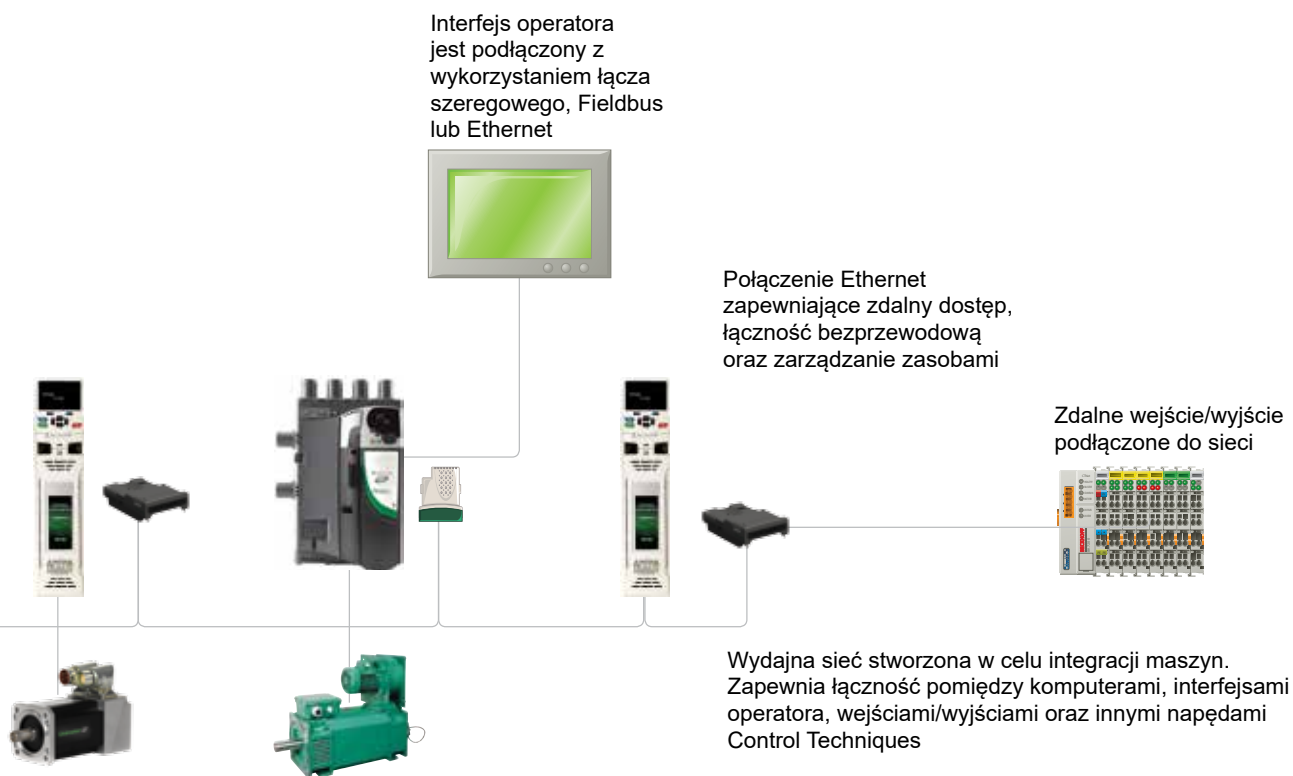 Interfejs operatora
jest podłączony z
wykorzystaniem łącza
szeregowego, Fieldbus
lub Ethernet
Połączenie Ethernet
zapewniające zdalny dostęp,
łączność bezprzewodową
oraz zarządzanie zasobami
Zdalne wejście/wyjście
podłączone do sieci
BECKHOFF
Wydajna sieć stworzona w celu integracji maszyn.
Zapewnia łączność pomiędzy komputerami, interfejsami
operatora, wejściami/wyjściami oraz innymi napędami
Control Techniques